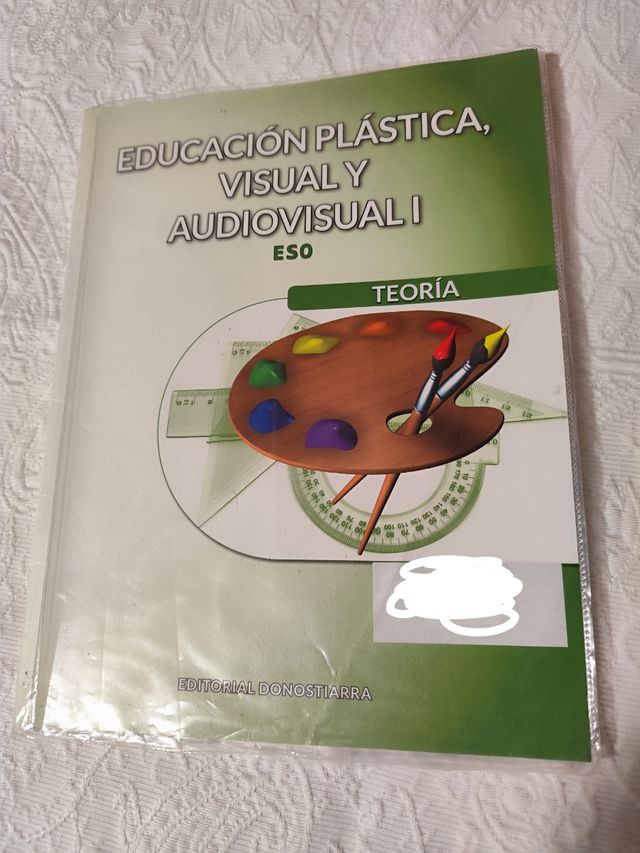 EDUCACIÓN PLÁSTICA,
VISUAL Y
AUDIOVISUAL I
ESO
TEORÍA
EDITORIAL DONOSTIARRA